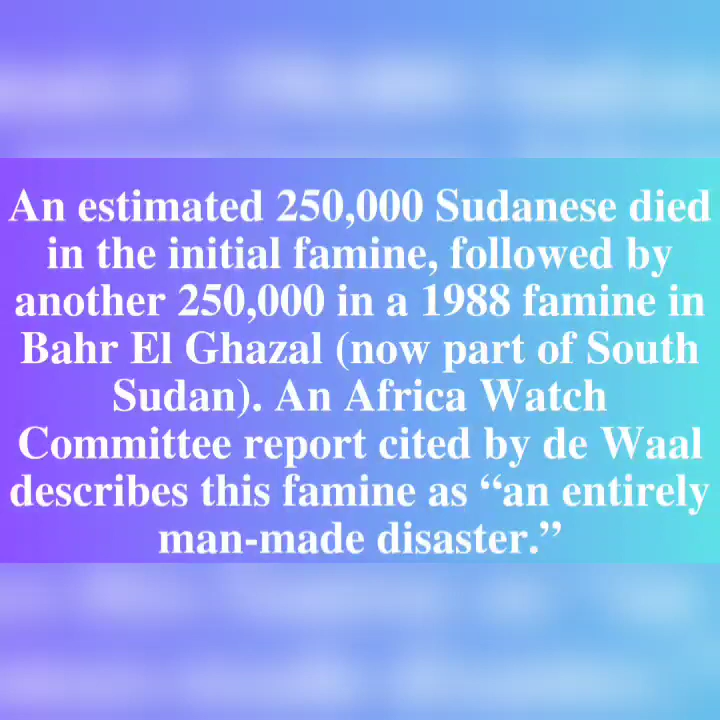 An estimated 250,000 Sudanese died
in the initial famine, followed by
another 250,000 in a 1988 famine in
Bahr El Ghazal (now part of South
Sudan). An Africa Watch
Committee report cited by de Waal
describes this famine as “an entirely
man-made disaster.”